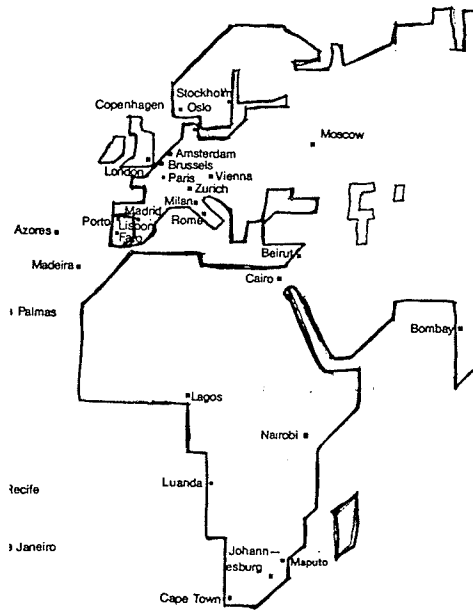 Stockholm
Oslo
Copenhagen
Moscow
Amsterdam
Brussels
London
Paris
Vienna
Zurich
Milan
Madrid
Porto
Lisbon
Rome
Faro
Azores
Beirut
Madeira
Cairo
Palmas
Bombay
Lagos
Nairobi
Luanda
Recife
Janeiro
Johann—
esburg
Maputo
Cape Town